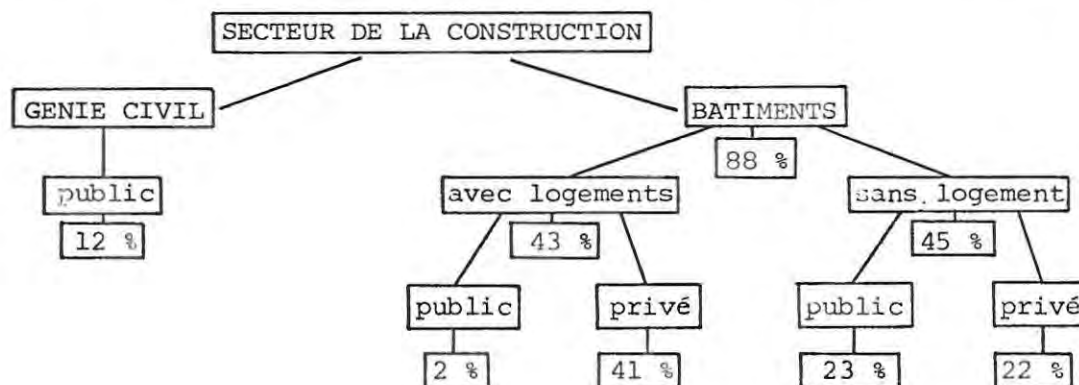 SECTEUR DE LA CONSTRUCTION
GENIE CIVIL
BATIMENTS
88 %
public
avec logements
sans logement
12 %
43 %
45 %
public
privé
public
privé
2 %
41 %
23 %
22 %